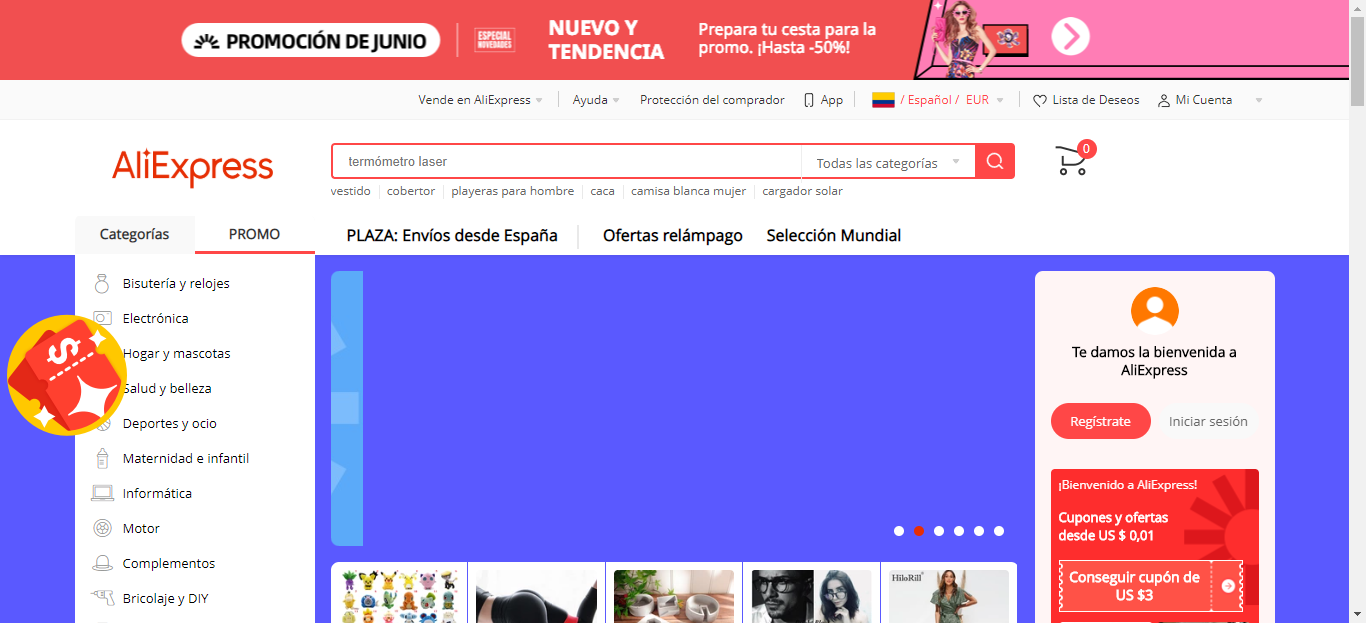 PROMOCIÓN DE JUNIO
ESPECIAL
NOVEDADES
NUEVO Y
TENDENCIA
Prepara tu cesta para la
promo. ¡Hasta -50%!
Vende en AliExpress
Ayuda
Protección del comprador
App
/ Español / EUR
Lista de Deseos
Mi Cuenta
AliExpress
termómetro laser
Todas las categorías
0
vestido
cobertor
playeras para hombre
caca
camisa blanca mujer
cargador solar
Categorías
PROMO
PLAZA: Envíos desde España
Ofertas relámpago
Selección Mundial
Bisutería y relojes
Electrónica
Hogar y mascotas
Salud y belleza
Deportes y ocio
Maternidad e infantil
Informática
Motor
Complementos
Bricolaje y DIY
$
Te damos la bienvenida a
AliExpress
Regístrate
Iniciar sesión
¡Bienvenido a AliExpress!
Cupones y ofertas
desde US $ 0,01
Conseguir cupón de
US $3
HiloRill